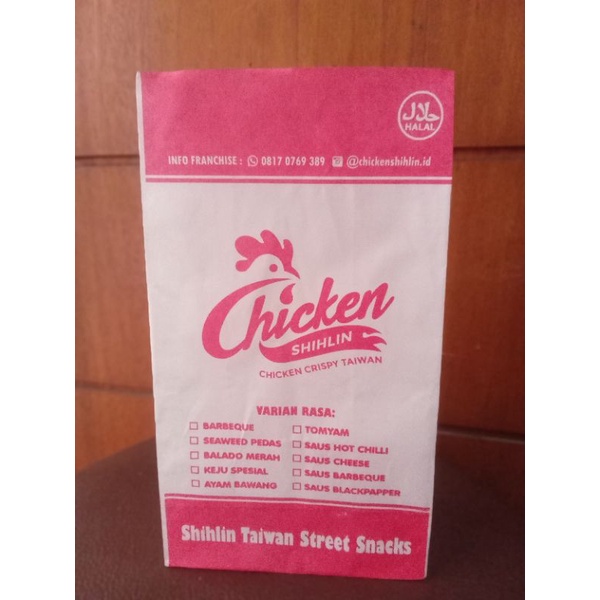 حلال
HALAL
INFO FRANCHISE : 0817 0769 389 @chickenshihlin.id
Chicken
SHIHLIN
CHICKEN CRISPY TAIWAN
VARIAN RASA:
BARBEQUE
SEAWEED PEDAS
BALADO MERAH
KEJU SPESIAL
AYAM BAWANG
TOMYAM
SAUS HOT CHILLI
SAUS CHEESE
SAUS BARBEQUE
SAUS BLACKPAPPER
Shihlin Taiwan Street Snacks